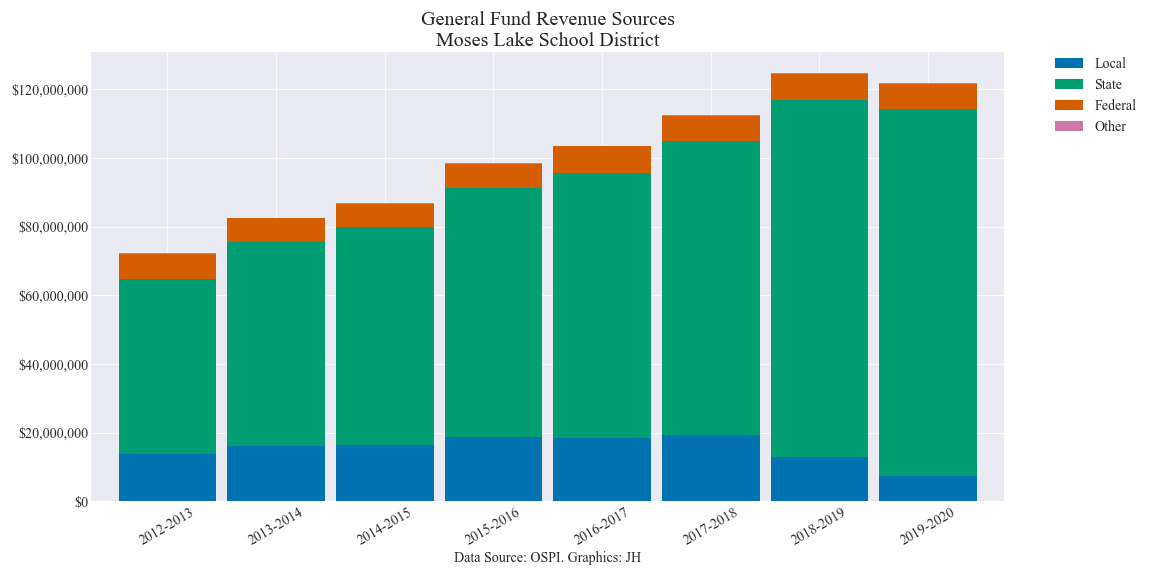 General Fund Revenue Sources
Moses Lake School District
Local
State
Federal
Other
$120,000,000
$100,000,000
$80,000,000
$60,000,000
$40,000,000
$20,000,000
$0
2012-2013
2013-2014
2014-2015
2015-2016
2016-2017
2017-2018
2018-2019
2019-2020
Data Source: OSPI. Graphics: JH